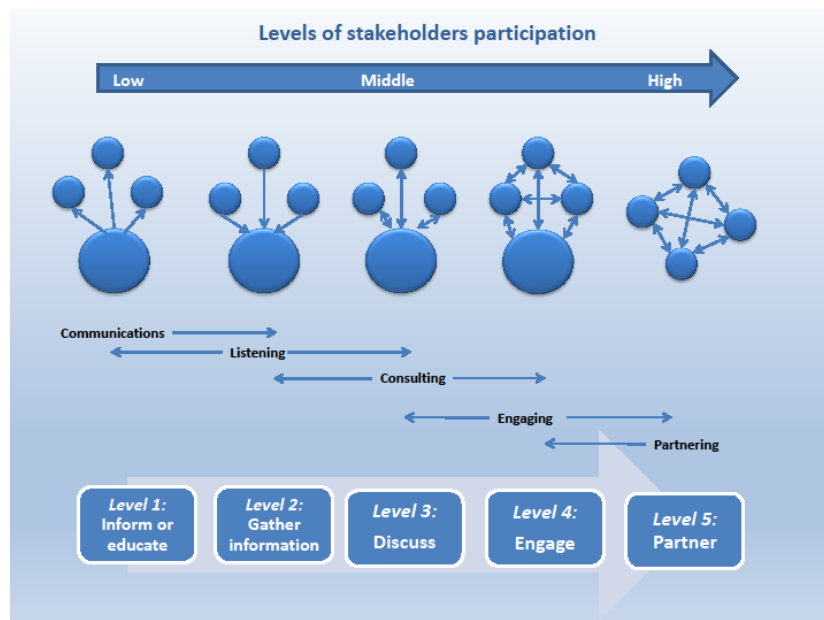 Levels of stakeholders participation
Low
Middle
High
Communications
Listening
Consulting
Engaging
Partnering
Level 1:
Inform or
educate
Level 2:
Gather
information
Level 3:
Discuss
Level 4:
Engage
Level 5:
Partner